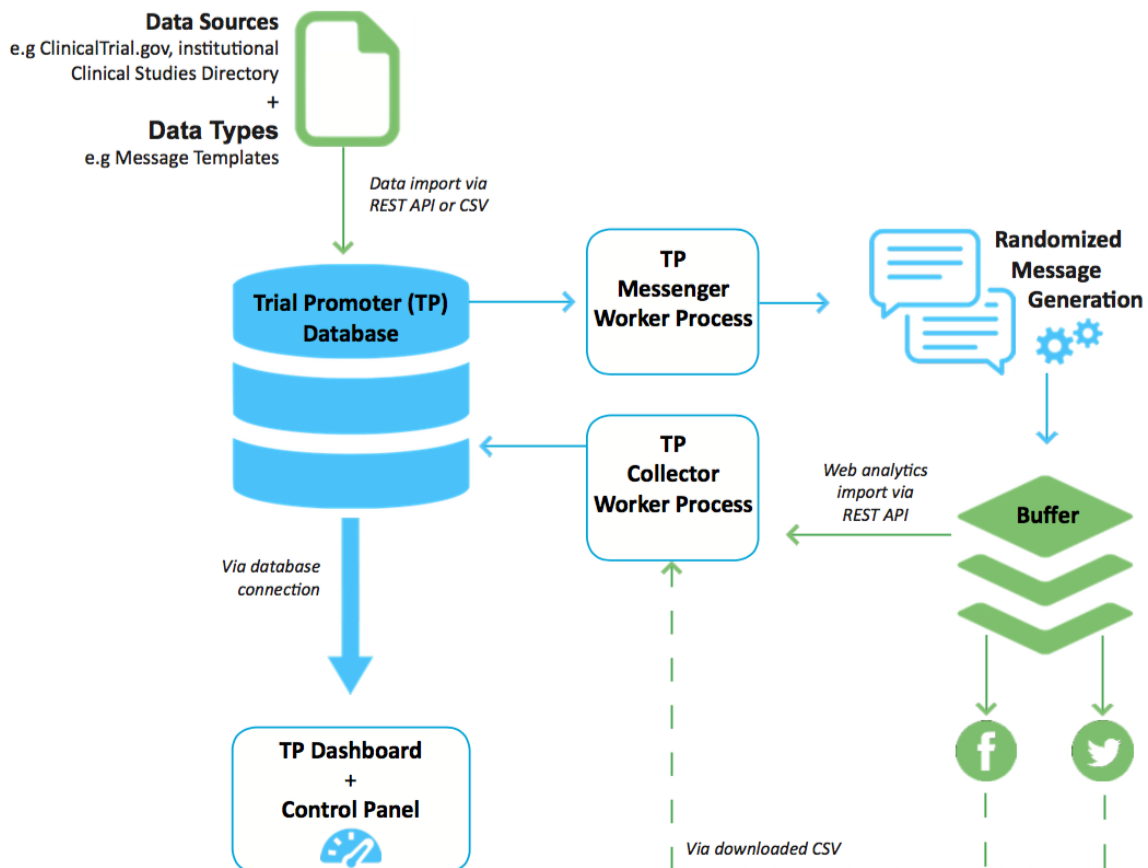 Data Sources
e.g ClinicalTrial.gov, institutional
Clinical Studies Directory
+
Data Types
e.g Message Templates
Data import via
REST API or CSV
Trial Promoter (TP)
Database
TP
Messenger
Worker Process
Randomized
Message
Generation
TP
Collector
Worker Process
Web analytics
import via
REST API
Buffer
Via database
connection
TP Dashboard
+
Control Panel
Via downloaded CSV